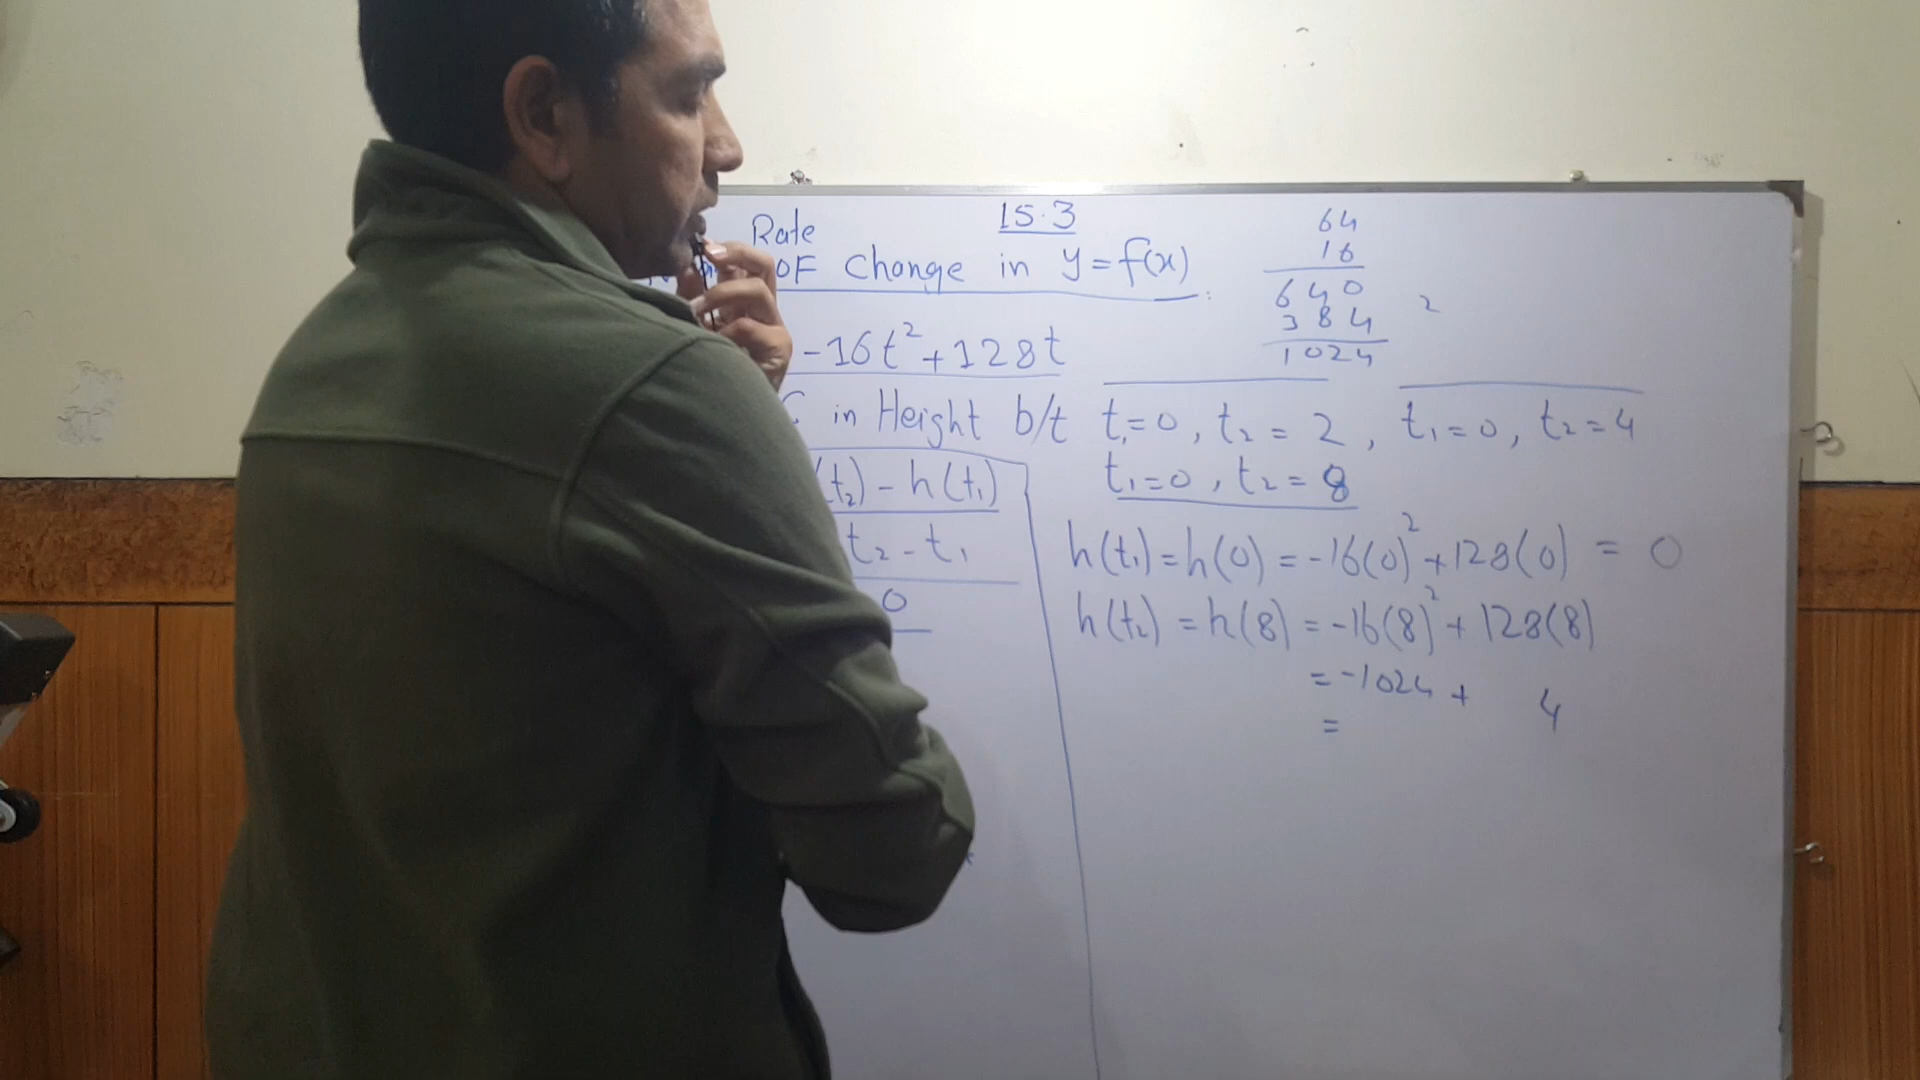 15.3
Rate
OF Change in y=f(x)
-16t²+128t
in Height b/t t₁=0, t₂=2, t₁=0, t₂=4
t₁=0, t₂=8
(t₂)-h(t₁)
t₂-t₁
0
64
16
640
384
1024
2
h(t₁)=h(0)=-16(0)²+128(0) = 0
h(t₂)=h(8)=-16(8)²+128(8)
=-1024+ 4
=